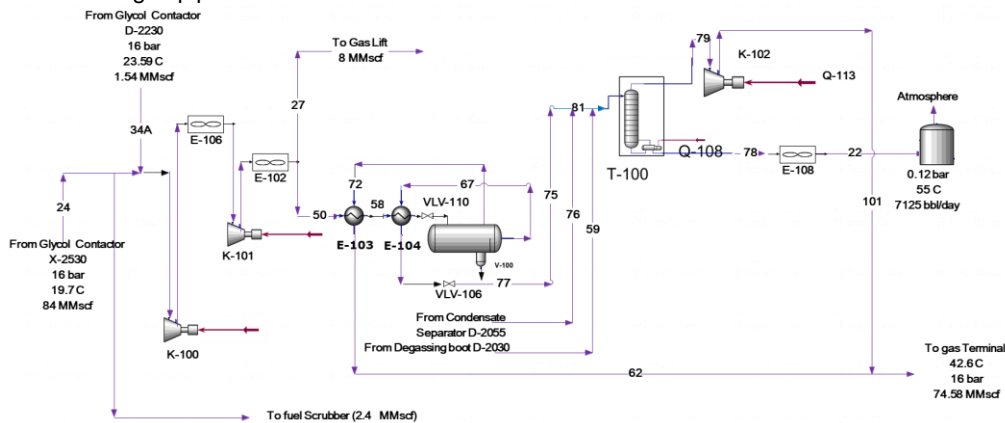 From Glycol Contactor
D-2230
16 bar
23.59 C
1.54 MMscf
34A
E-106
To Gas Lift
8 MMscf
27
E-102
24
From Glycol Contactor
X-2530
16 bar
19.7 C
84 MMscf
K-101
K-100
50
72
58
67
E-103
E-104
VLV-110
V-100
VLV-106
77
75
76
59
81
79
K-102
Q-113
Q-108
T-100
78
E-108
22
Atmosphere
0.12 bar
55 C
7125 bbl/day
101
From Condensate
Separator D-2055
From Degassing boot D-2030
62
To gas Terminal
42.6 C
16 bar
74.58 MMscf
To fuel Scrubber (2.4 MMscf)